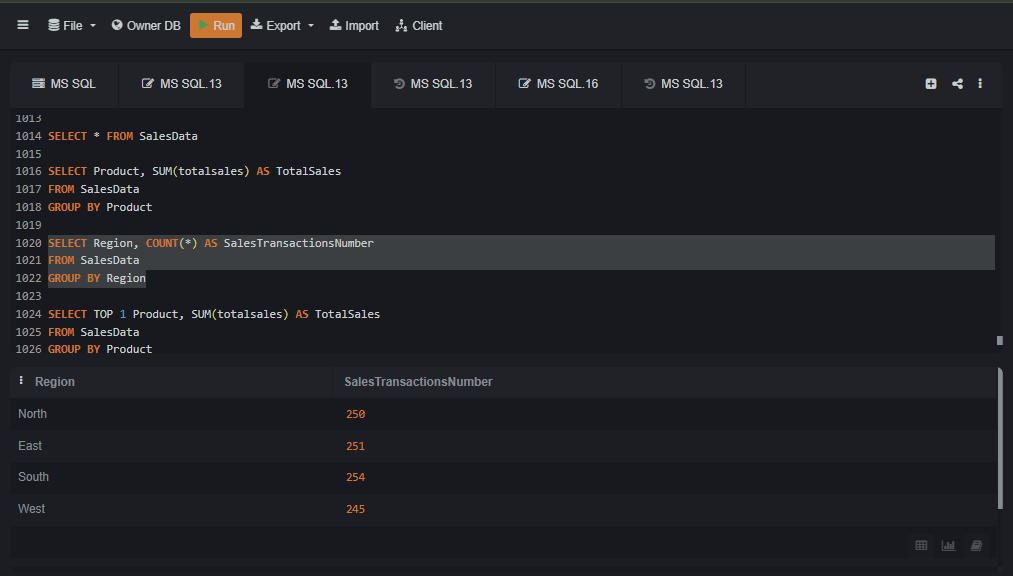 File Owner DB Run Export Import Client
MS SQL MS SQL.13 MS SQL.13 MS SQL.13 MS SQL.16 MS SQL.13
1013
1014 SELECT * FROM SalesData
1015
1016 SELECT Product, SUM(totalsales) AS TotalSales
1017 FROM SalesData
1018 GROUP BY Product
1019
1020 SELECT Region, COUNT(*) AS SalesTransactionsNumber
1021 FROM SalesData
1022 GROUP BY Region
1023
1024 SELECT TOP 1 Product, SUM(totalsales) AS TotalSales
1025 FROM SalesData
1026 GROUP BY Product
Region SalesTransactionsNumber
North 250
East 251
South 254
West 245